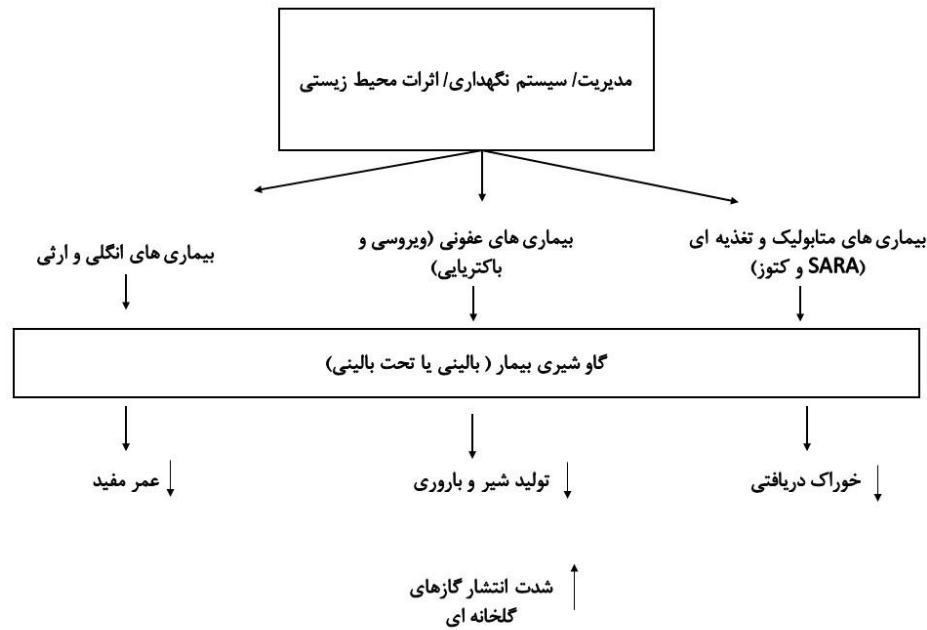 مدیریت/ سیستم نگهداری/ اثرات محیط زیستی
بیماری های متابولیک و تغذیه ای
(SARA و کتوز)
بیماری های عفونی (ویروسی و
باکتریایی)
بیماری های انگلی و ارثی
گاو شیری بیمار ( بالینی یا تحت بالینی)
خوراک دریافتی
تولید شیر و باروری
عمر مفید
شدت انتشار گازهای
گلخانه ای